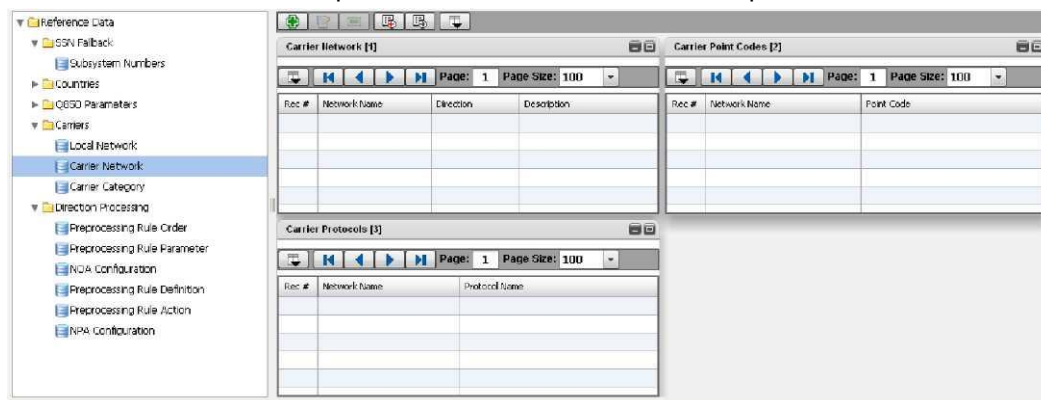 Reference Data
SSN Fallback
Subsystem Numbers
Countries
Q850 Parameters
Carriers
Local Network
Carrier Network
Carrier Category
Direction Processing
Preprocessing Rule Order
Preprocessing Rule Parameter
NOA Configuration
Preprocessing Rule Definition
Preprocessing Rule Action
NPA Configuration
Carrier Network [1]
Page: 1 Page Size: 100
Rec # Network Name Direction Description
Carrier Point Codes [2]
Page: 1 Page Size: 100
Rec # Network Name Point Code
Carrier Protocols [3]
Page: 1 Page Size: 100
Rec # Network Name Protocol Name